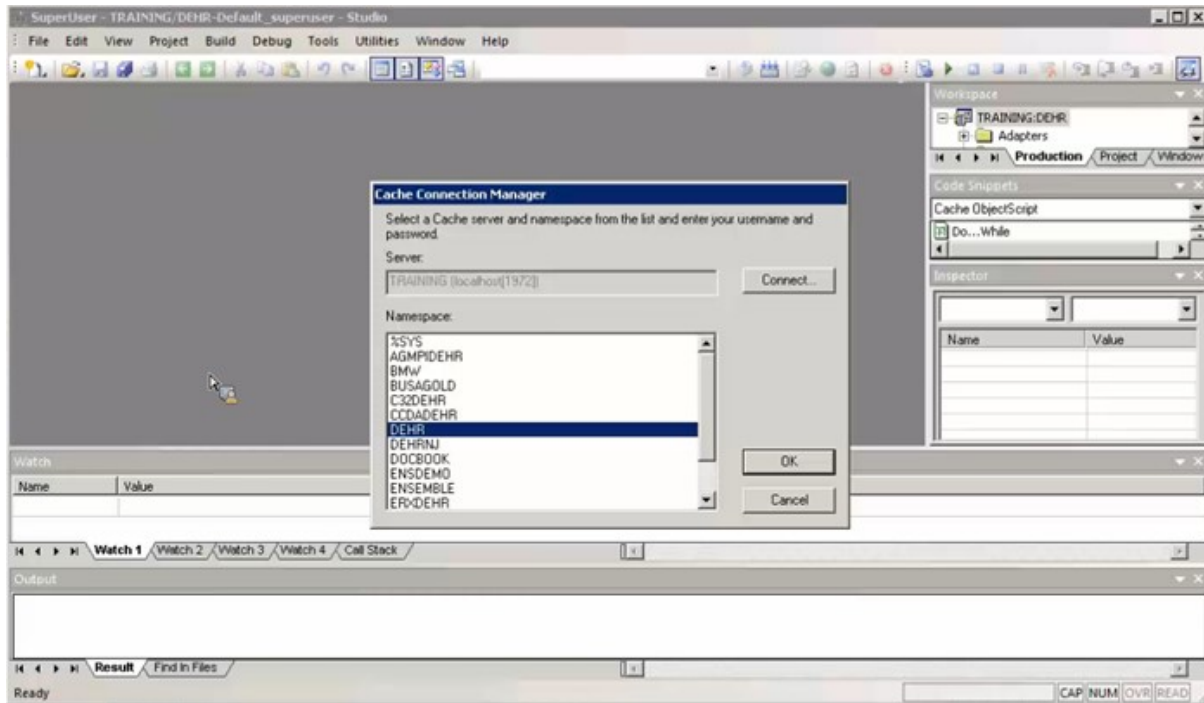 SuperUser - TRAINING/DEHR-Default_superuser - Studio
File Edit View Project Build Debug Tools Utilities Window Help
Workspace
TRAINING:DEHR
Adapters
Production Project Window
Code Snippets
Cache ObjectScript
Do...While
Inspector
Name Value
Cache Connection Manager
Select a Cache server and namespace from the list and enter your username and
password.
Server:
TRAINING (localhost[1972])
Connect...
Namespace:
%SYS
AGMPIDEHR
BMW
BUSAGOLD
C32DEHR
CCDADEHR
DEHR
DEHRNJ
DOCBOOK
ENSDEMO
ENSEMBLE
ERXDEHR
OK
Cancel
Watch
Name Value
Watch 1 Watch 2 Watch 3 Watch 4 Call Stack
Output
Result Find In Files
Ready
CAP NUM OVR READ